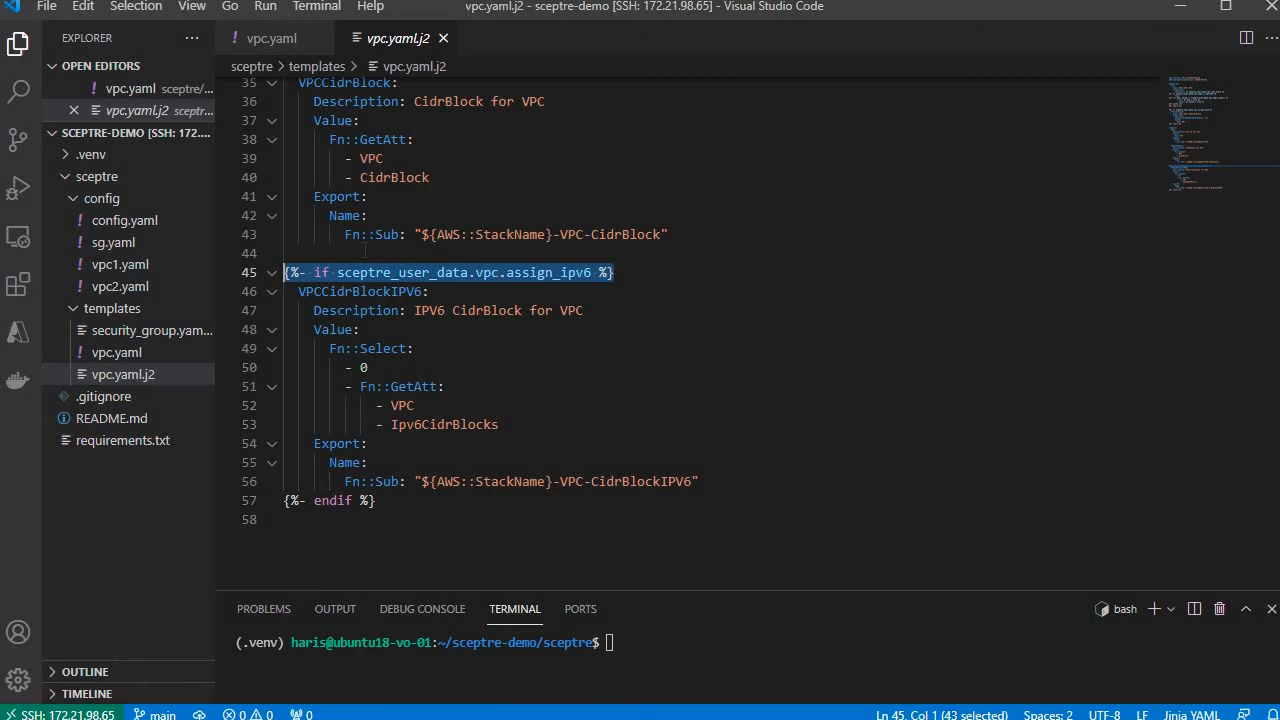 File Edit Selection View Go Run Terminal Help
vpc.yaml.j2 - sceptre-demo [SSH: 172.21.98.65] - Visual Studio Code
EXPLORER
OPEN EDITORS
vpc.yaml sceptre/...
vpc.yaml.j2 sceptr...
SCEPTRE-DEMO [SSH: 172....
.venv
sceptre
config
config.yaml
sg.yaml
vpc1.yaml
vpc2.yaml
templates
security_group.yam...
vpc.yaml
vpc.yaml.j2
.gitignore
README.md
requirements.txt
OUTLINE
TIMELINE
vpc.yaml
vpc.yaml.j2
sceptre > templates > vpc.yaml.j2
35 VPCCidrBlock:
36 Description: CidrBlock for VPC
37 Value:
38 Fn::GetAtt:
39 - VPC
40 - CidrBlock
41 Export:
42 Name:
43 Fn::Sub: "${AWS::StackName}-VPC-CidrBlock"
44
45 {%- if sceptre_user_data.vpc.assign_ipv6 %}
46 VPCCidrBlockIPV6:
47 Description: IPV6 CidrBlock for VPC
48 Value:
49 Fn::Select:
50 - 0
51 - Fn::GetAtt:
52 - VPC
53 - Ipv6CidrBlocks
54 Export:
55 Name:
56 Fn::Sub: "${AWS::StackName}-VPC-CidrBlockIPV6"
57 {%- endif %}
58
PROBLEMS OUTPUT DEBUG CONSOLE TERMINAL PORTS
bash
(.venv) haris@ubuntu18-vo-01:~/sceptre-demo/sceptre$
SSH: 172.21.98.65 main 0 0 0
Ln 45, Col 1 (43 selected) Spaces: 2 UTF-8 LF Jinja YAML